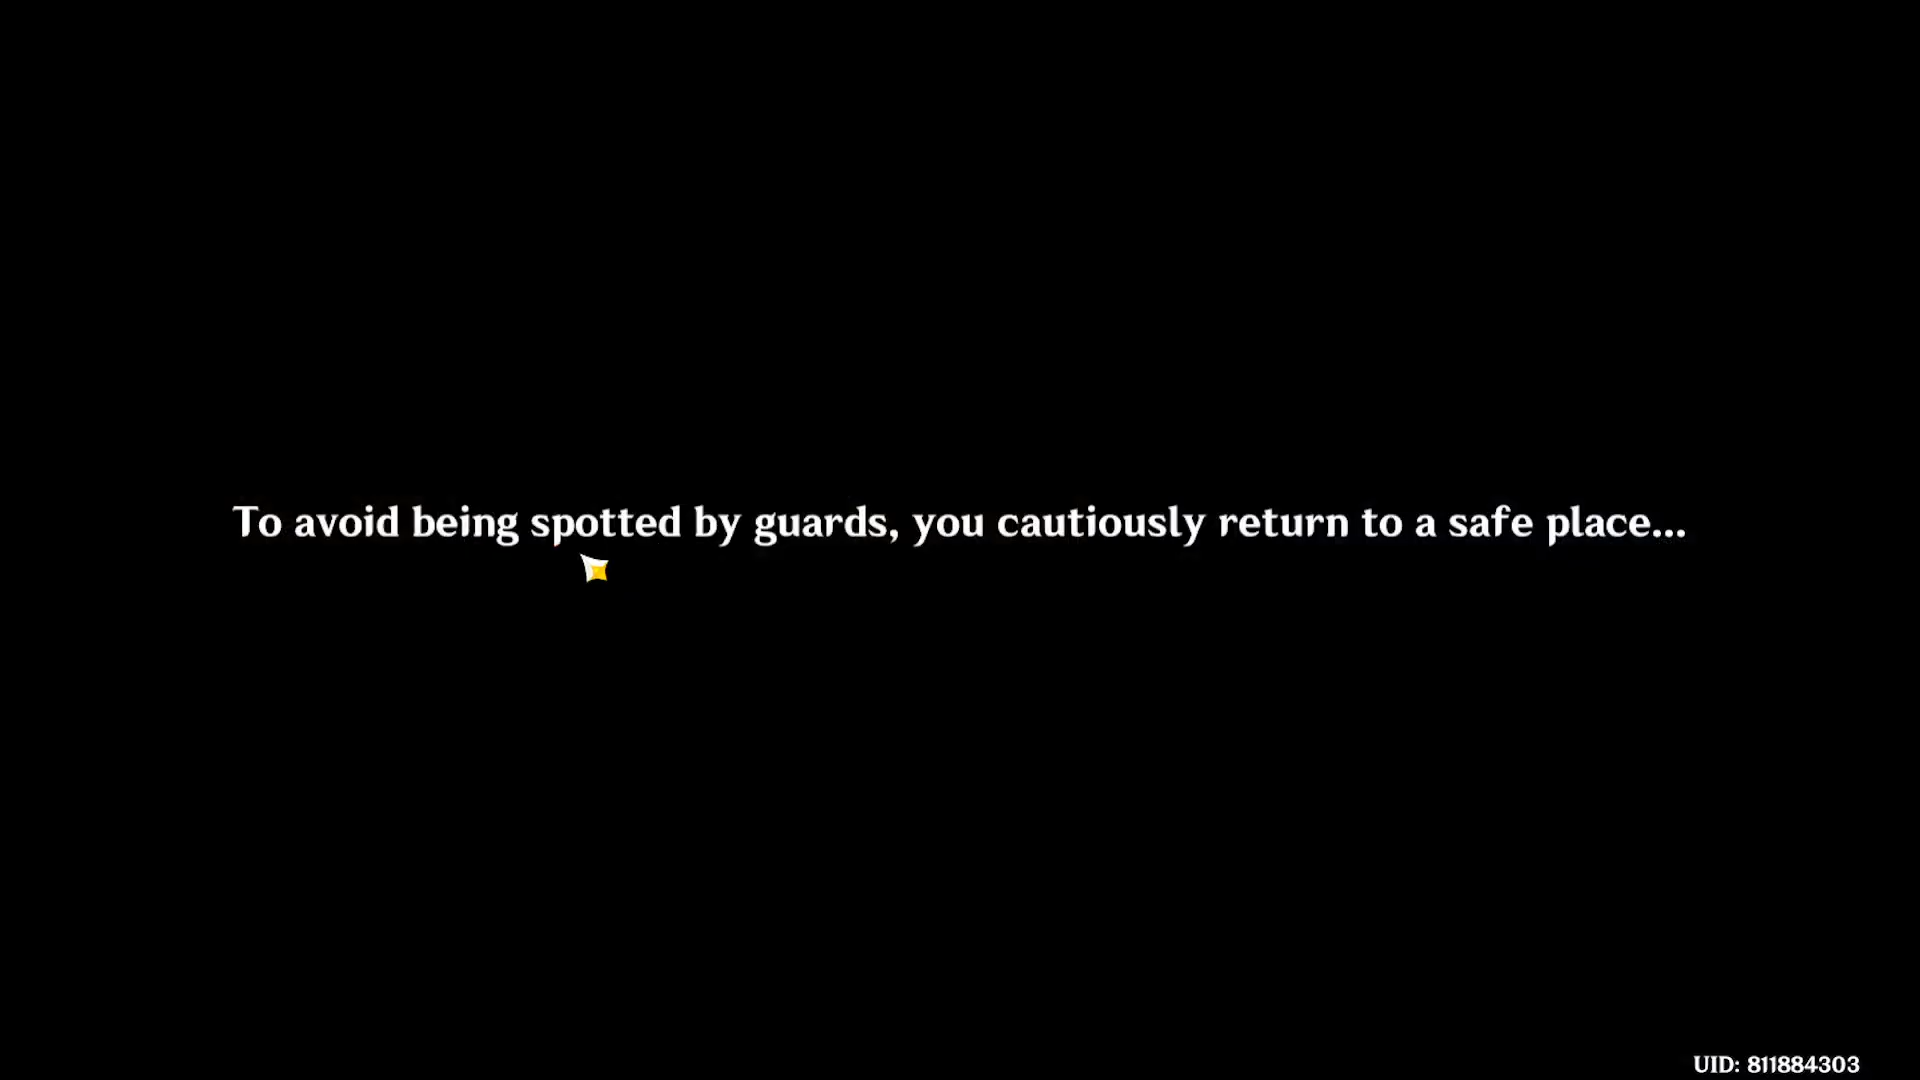 To avoid being spotted by guards, you cautiously return to a safe place...
UID: 811884303